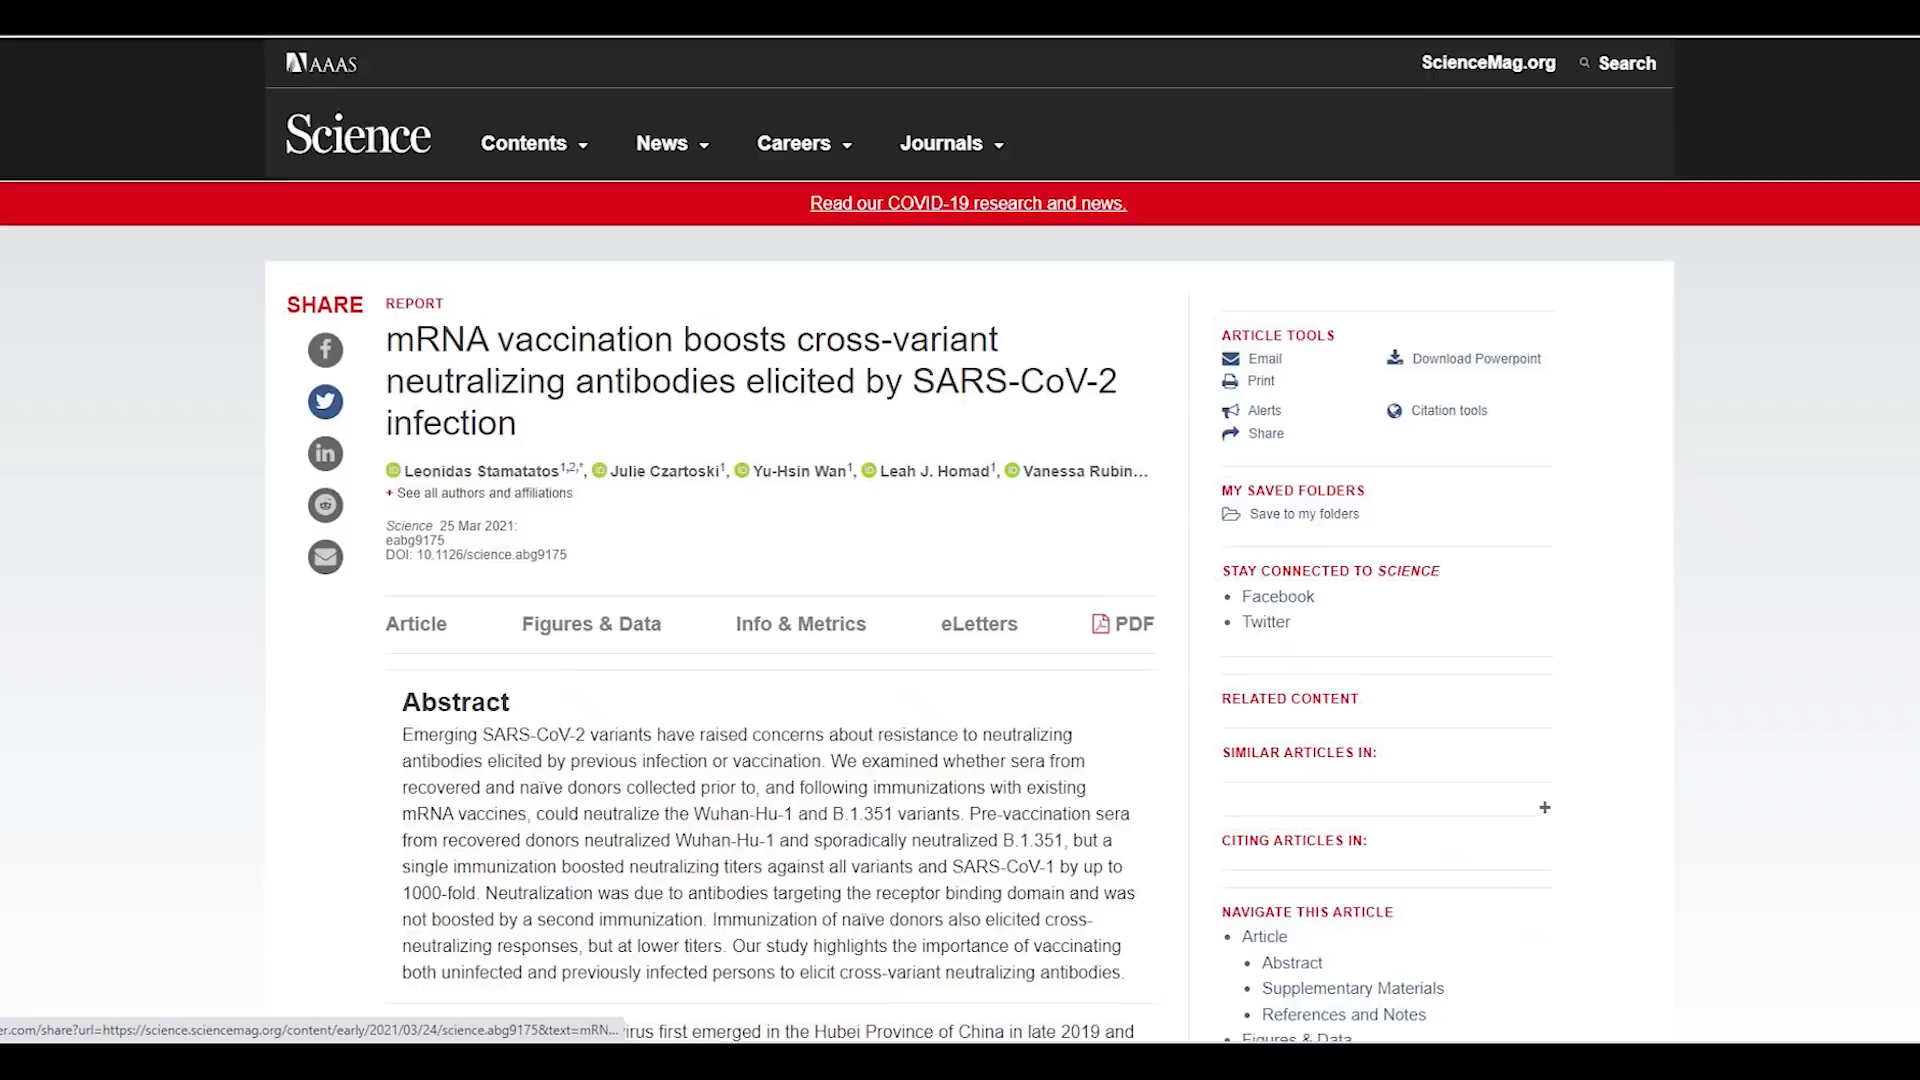 AAAS
ScienceMag.org Search
Science Contents News Careers Journals
Read our COVID-19 research and news.
SHARE
REPORT
mRNA vaccination boosts cross-variant
neutralizing antibodies elicited by SARS-CoV-2
infection
Leonidas Stamatatos1,2,*, Julie Czartoski1, Yu-Hsin Wan1, Leah J. Homad1, Vanessa Rubin...
+ See all authors and affiliations
Science 25 Mar 2021:
eabg9175
DOI: 10.1126/science.abg9175
Article Figures & Data Info & Metrics eLetters PDF
Abstract
Emerging SARS-CoV-2 variants have raised concerns about resistance to neutralizing
antibodies elicited by previous infection or vaccination. We examined whether sera from
recovered and naïve donors collected prior to, and following immunizations with existing
mRNA vaccines, could neutralize the Wuhan-Hu-1 and B.1.351 variants. Pre-vaccination sera
from recovered donors neutralized Wuhan-Hu-1 and sporadically neutralized B.1.351, but a
single immunization boosted neutralizing titers against all variants and SARS-CoV-1 by up to
1000-fold. Neutralization was due to antibodies targeting the receptor binding domain and was
not boosted by a second immunization. Immunization of naïve donors also elicited cross-
neutralizing responses, but at lower titers. Our study highlights the importance of vaccinating
both uninfected and previously infected persons to elicit cross-variant neutralizing antibodies.
irus first emerged in the Hubei Province of China in late 2019 and
er.com/share?url=https://science.sciencemag.org/content/early/2021/03/24/science.abg9175&text=mRN...
ARTICLE TOOLS
Email Download Powerpoint
Print
Alerts Citation tools
Share
MY SAVED FOLDERS
Save to my folders
STAY CONNECTED TO SCIENCE
Facebook
Twitter
RELATED CONTENT
SIMILAR ARTICLES IN:
+
CITING ARTICLES IN:
NAVIGATE THIS ARTICLE
Article
Abstract
Supplementary Materials
References and Notes
Figures & Data